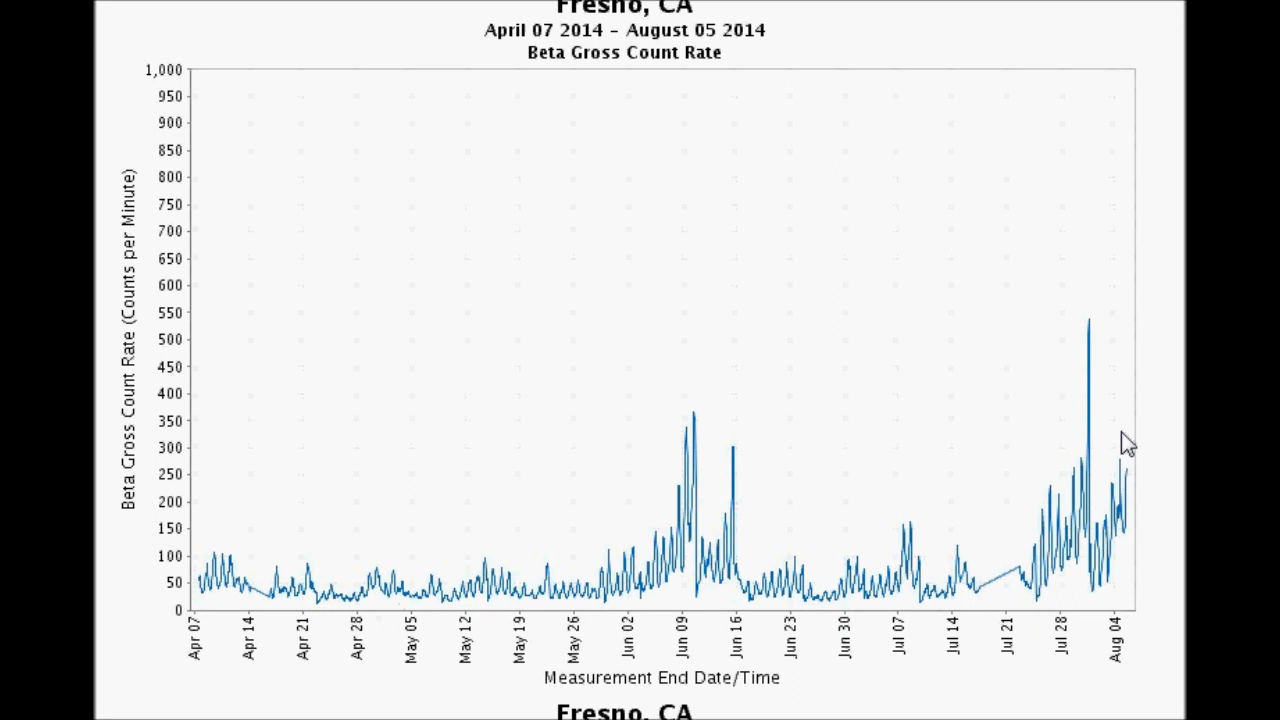 Fresno, CA
April 07 2014 - August 05 2014
Beta Gross Count Rate
1,000
950
900
850
800
750
700
650
600
550
500
450
400
350
300
250
200
150
100
50
0
Beta Gross Count Rate (Counts per Minute)
Apr 07
Apr 14
Apr 21
Apr 28
May 05
May 12
May 19
May 26
Jun 02
Jun 09
Jun 16
Jun 23
Jun 30
Jul 07
Jul 14
Jul 21
Jul 28
Aug 04
Measurement End Date/Time
Fresno, CA